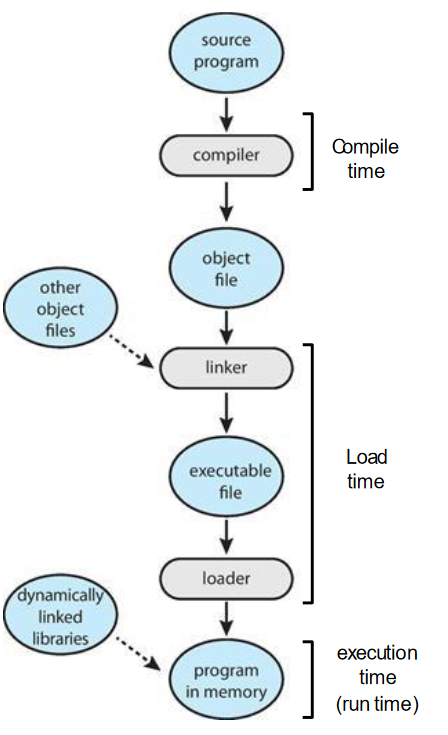 source
program
compiler
Compile
time
object
file
other
object
files
linker
executable
file
Load
time
loader
dynamically
linked
libraries
program
in memory
execution
time
(run time)